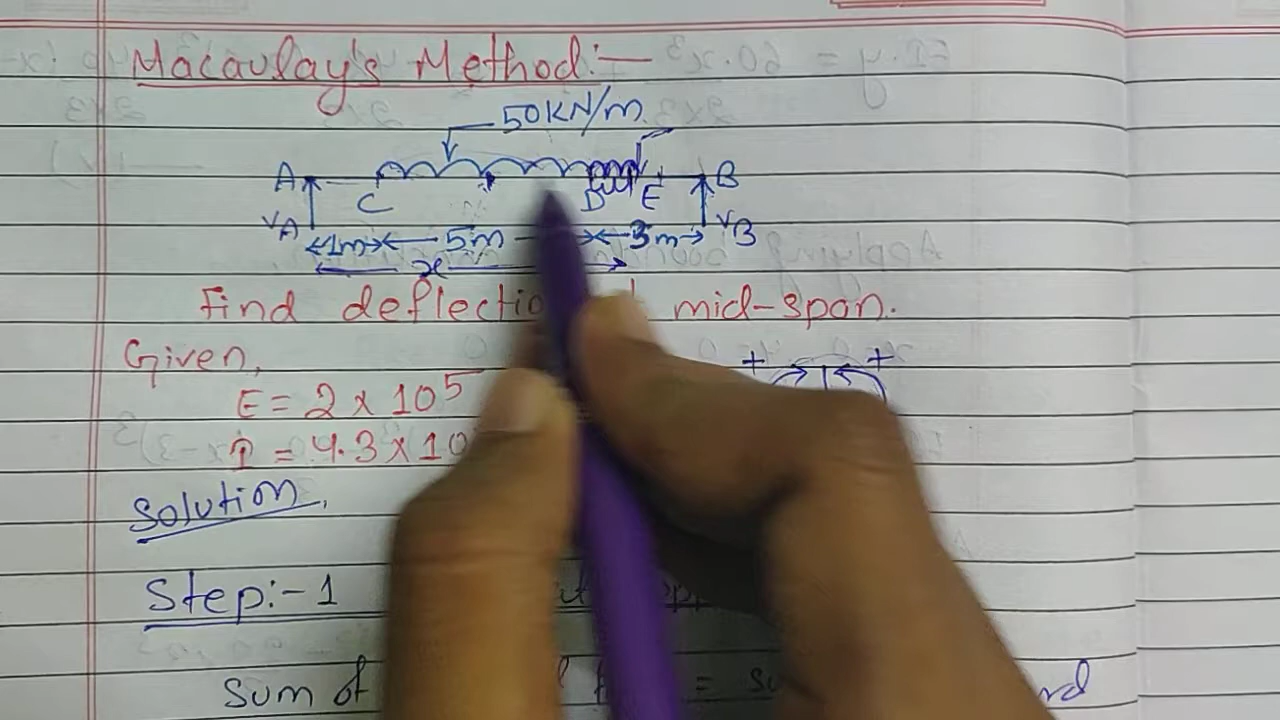 Macaulay's Method:-
50KN/m
A C D E B
VA VB
1m 5m 3m
x
Find deflectio mid-span.
Given,
E = 2 x 10^5
I = 4.3 x 10
+ +
Solution,
Step:-1
Sum of =